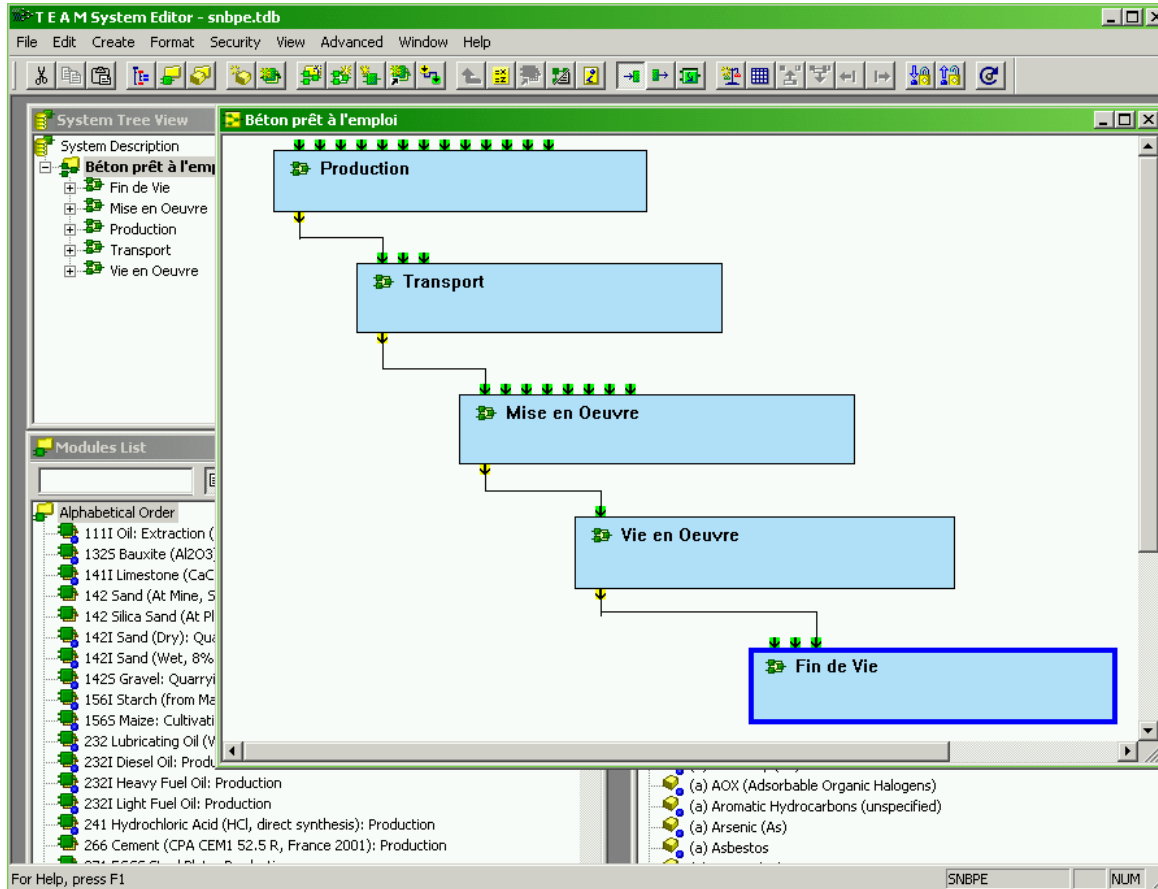 T E A M System Editor - snbpe.tdb
File Edit Create Format Security View Advanced Window Help
System Tree View
System Description
Béton prêt à l'emp
Fin de Vie
Mise en Oeuvre
Production
Transport
Vie en Oeuvre
Béton prêt à l'emploi
Production
Transport
Mise en Oeuvre
Vie en Oeuvre
Fin de Vie
Modules List
Alphabetical Order
111I Oil: Extraction (
132S Bauxite (Al2O3
141I Limestone (CaC
142 Sand (At Mine, S
142 Silica Sand (At Pl
142I Sand (Dry): Qua
142I Sand (Wet, 8%
142S Gravel: Quarryi
156I Starch (from Ma
156S Maize: Cultivati
232 Lubricating Oil (V
232I Diesel Oil: Produ
232I Heavy Fuel Oil: Production
232I Light Fuel Oil: Production
241 Hydrochloric Acid (HCl, direct synthesis): Production
266 Cement (CPA CEM1 52.5 R, France 2001): Production
(a) AOX (Adsorbable Organic Halogens)
(a) Aromatic Hydrocarbons (unspecified)
(a) Arsenic (As)
(a) Asbestos
For Help, press F1
SNBPE
NUM